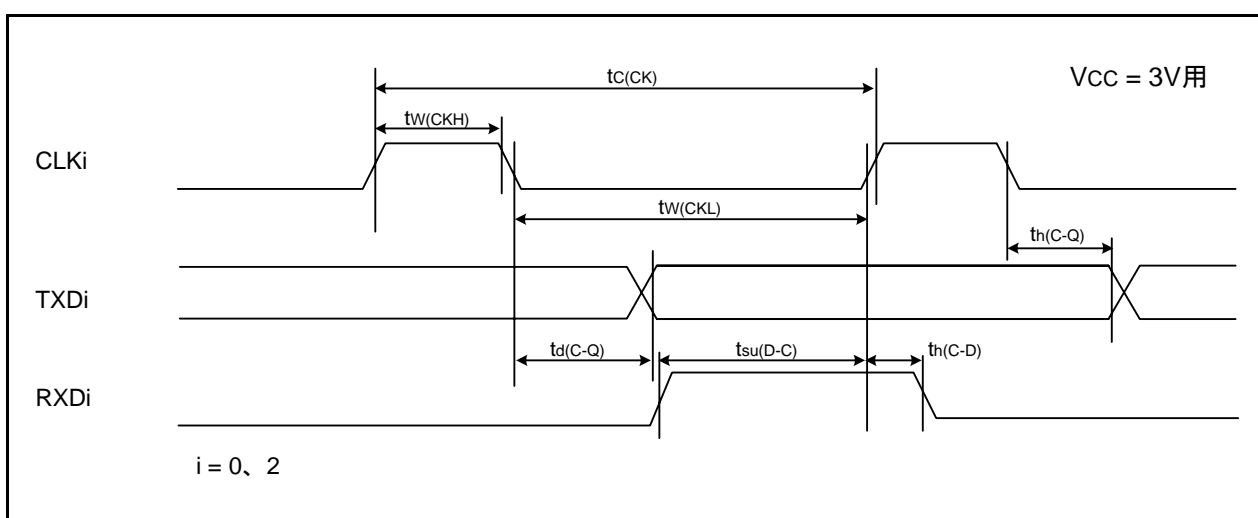 tC(CK)
VCC = 3V用
tW(CKH)
CLKi
tW(CKL)
th(C-Q)
TXDi
td(C-Q)
tsu(D-C)
th(C-D)
RXDi
i = 0、2